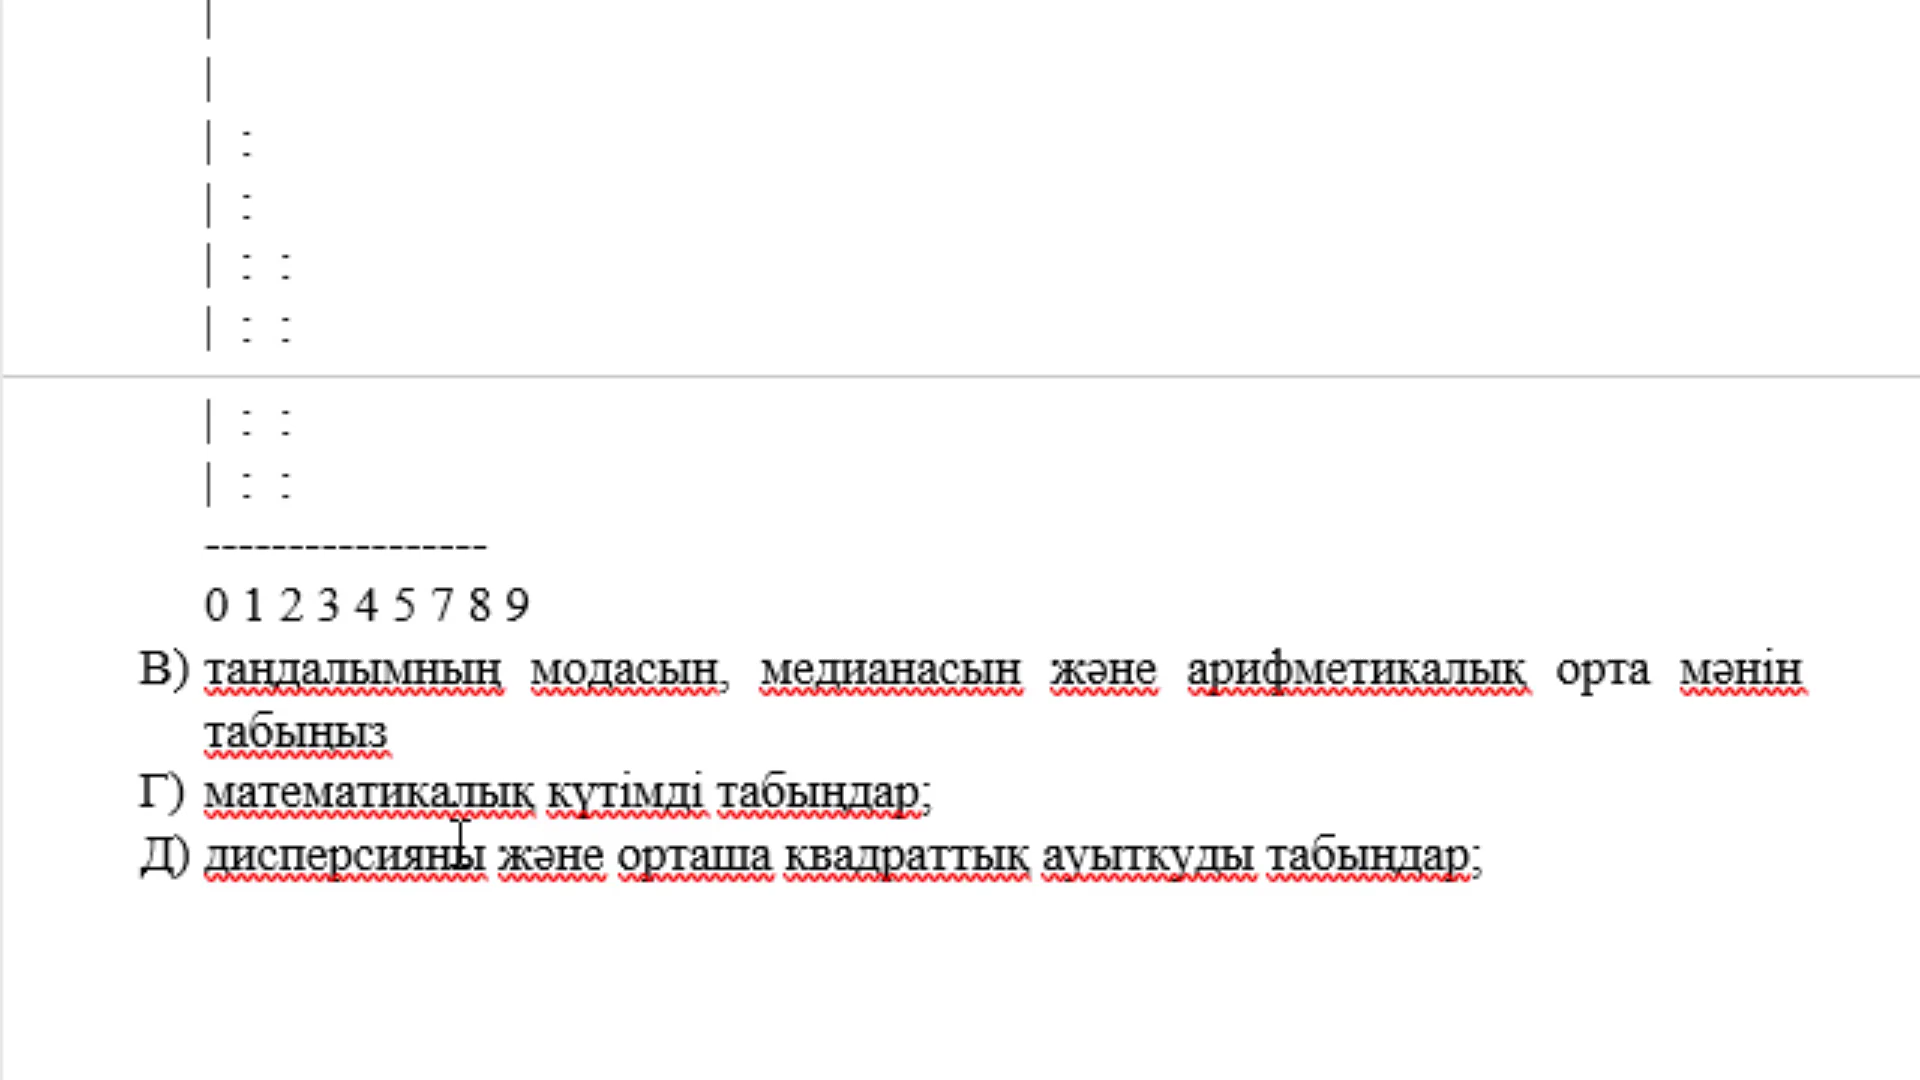 |
|
| :
| :
| : :
| : :
| : :
| : :
-----------------
0 1 2 3 4 5 7 8 9
В) таңдалымның модасын, медианасын және арифметикалық орта мәнін
табыңыз
Г) математикалық күтімді табыңдар;
Д) дисперсияны және орташа квадраттық ауытқуды табыңдар;